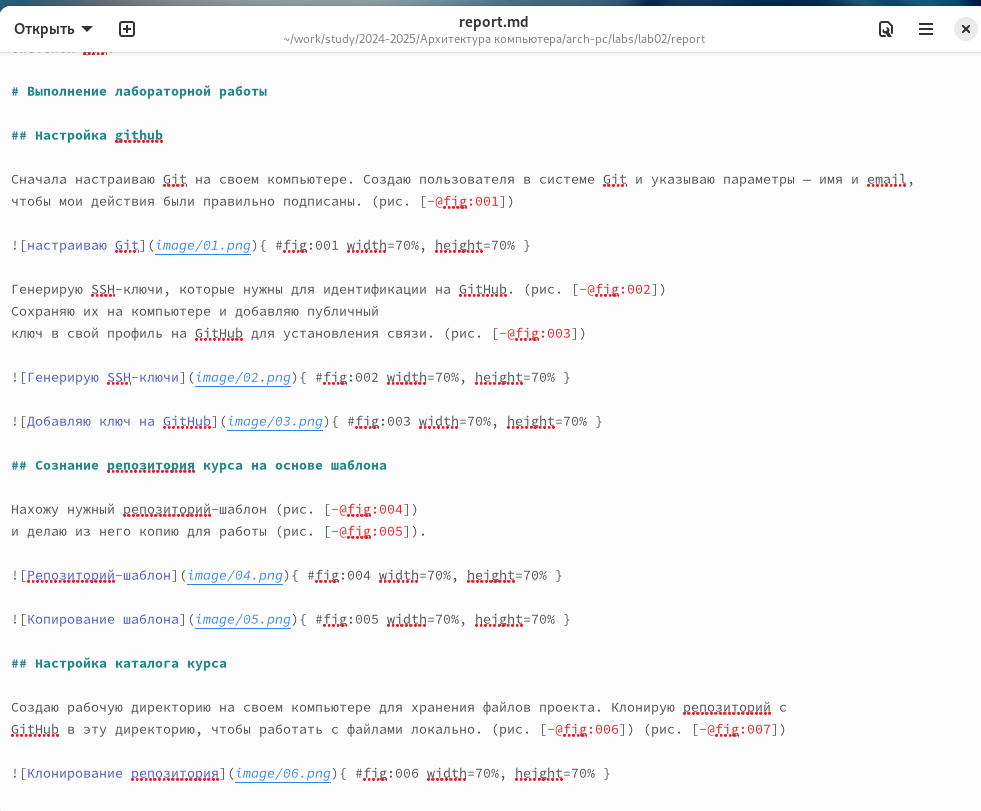 Открыть
report.md
~/work/study/2024-2025/Архитектура компьютера/arch-pc/labs/lab02/report
# Выполнение лабораторной работы
## Настройка github
Сначала настраиваю Git на своем компьютере. Создаю пользователя в системе Git и указываю параметры — имя и email,
чтобы мои действия были правильно подписаны. (рис. [-@fig:001])
![настраиваю Git](image/01.png){ #fig:001 width=70%, height=70% }
Генерирую SSH-ключи, которые нужны для идентификации на GitHub. (рис. [-@fig:002])
Сохраняю их на компьютере и добавляю публичный
ключ в свой профиль на GitHub для установления связи. (рис. [-@fig:003])
![Генерирую SSH-ключи](image/02.png){ #fig:002 width=70%, height=70% }
![Добавляю ключ на GitHub](image/03.png){ #fig:003 width=70%, height=70% }
## Сознание репозитория курса на основе шаблона
Нахожу нужный репозиторий-шаблон (рис. [-@fig:004])
и делаю из него копию для работы (рис. [-@fig:005]).
![Репозиторий-шаблон](image/04.png){ #fig:004 width=70%, height=70% }
![Копирование шаблона](image/05.png){ #fig:005 width=70%, height=70% }
## Настройка каталога курса
Создаю рабочую директорию на своем компьютере для хранения файлов проекта. Клонирую репозиторий с
GitHub в эту директорию, чтобы работать с файлами локально. (рис. [-@fig:006]) (рис. [-@fig:007])
![Клонирование репозитория](image/06.png){ #fig:006 width=70%, height=70% }